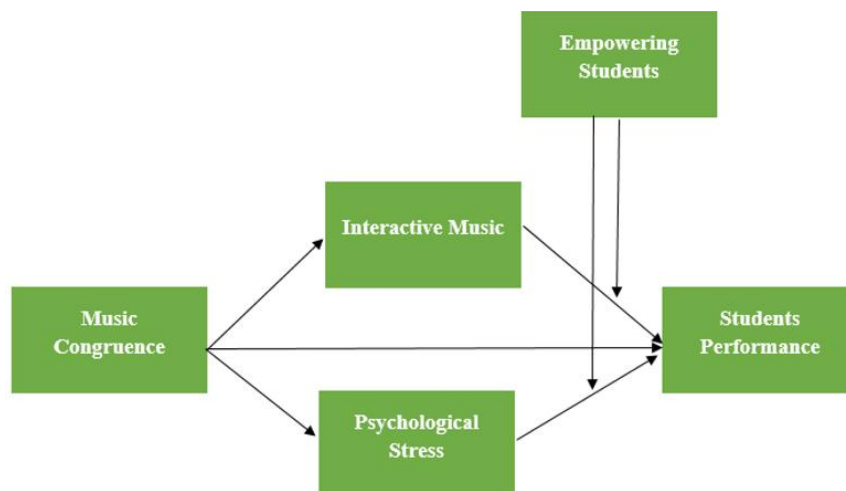 Empowering
Students
Interactive Music
Music
Congruence
Students
Performance
Psychological
Stress